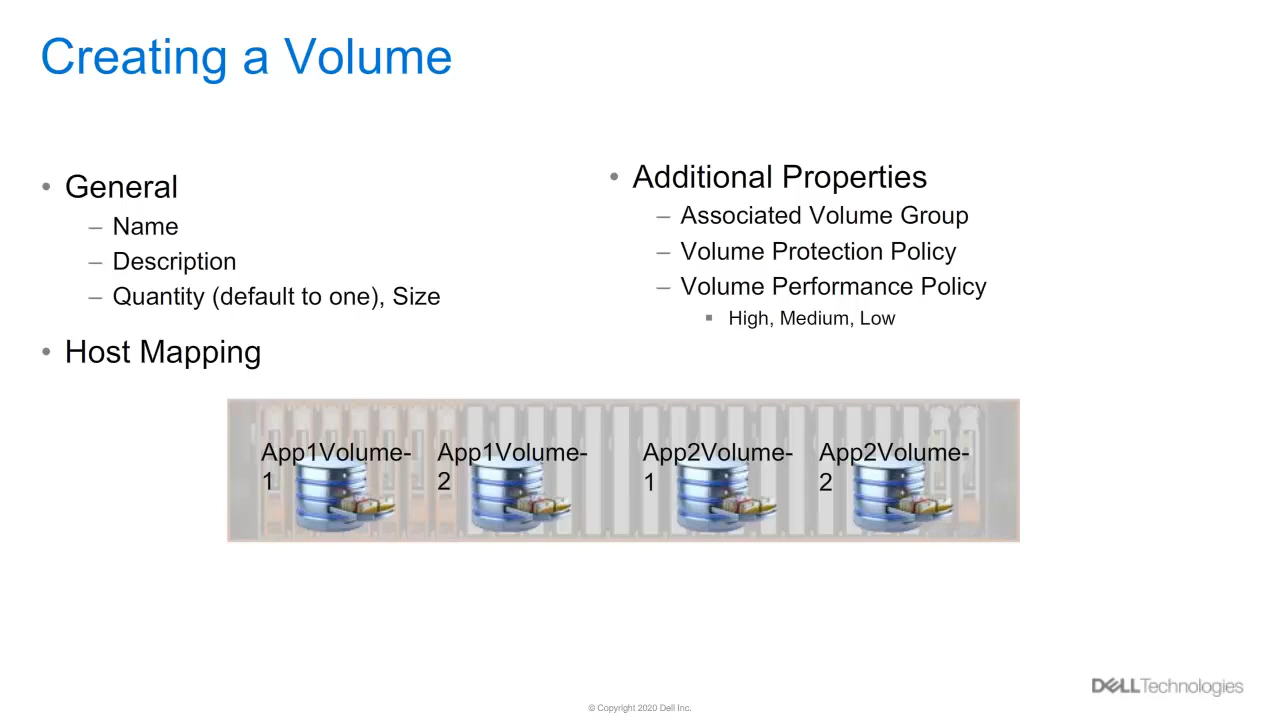 Creating a Volume
• General
– Name
– Description
– Quantity (default to one), Size
• Host Mapping
• Additional Properties
– Associated Volume Group
– Volume Protection Policy
– Volume Performance Policy
▪ High, Medium, Low
App1Volume-
1
App1Volume-
2
App2Volume-
1
App2Volume-
2
© Copyright 2020 Dell Inc.
DELLTechnologies